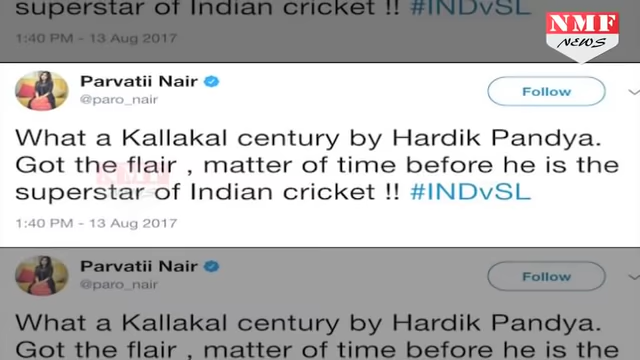 superstar of Indian cricket !! #INDvSL
1:40 PM - 13 Aug 2017
NMF
NEWS
Parvatii Nair
@paro_nair
Follow
What a Kallakal century by Hardik Pandya.
Got the flair , matter of time before he is the
superstar of Indian cricket !! #INDvSL
NMF
1:40 PM - 13 Aug 2017
Parvatii Nair
@paro_nair
Follow
What a Kallakal century by Hardik Pandya.
Got the flair , matter of time before he is the